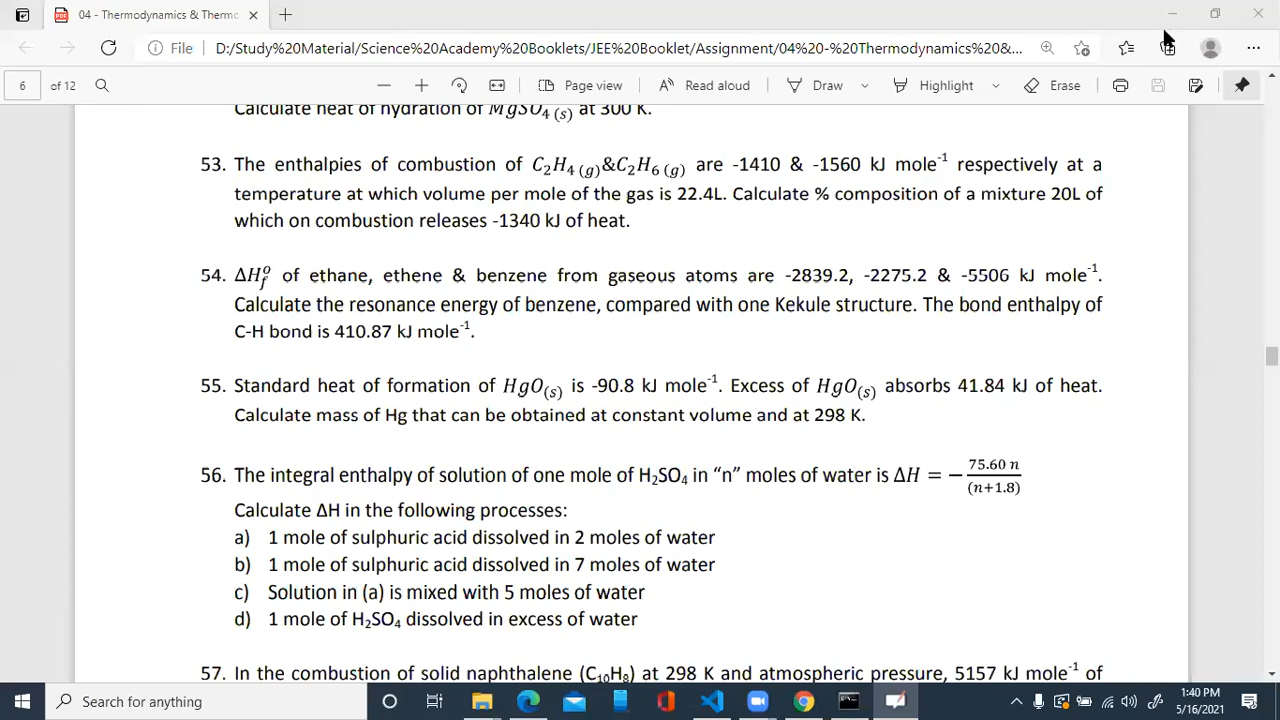 04 - Thermodynamics & Thermo
File D:/Study%20Material/Science%20Academy%20Booklets/JEE%20Booklet/Assignment/04%20-%20Thermodynamics%20&...
6 of 12 Page view Read aloud Draw Highlight Erase
Calculate heat of hydration of MgSO₄ (s) at 300 K.
53. The enthalpies of combustion of C₂H₄ (g)&C₂H₆ (g) are -1410 & -1560 kJ mole⁻¹ respectively at a
temperature at which volume per mole of the gas is 22.4L. Calculate % composition of a mixture 20L of
which on combustion releases -1340 kJ of heat.
54. ΔH_f^o of ethane, ethene & benzene from gaseous atoms are -2839.2, -2275.2 & -5506 kJ mole⁻¹.
Calculate the resonance energy of benzene, compared with one Kekule structure. The bond enthalpy of
C-H bond is 410.87 kJ mole⁻¹.
55. Standard heat of formation of HgO(s) is -90.8 kJ mole⁻¹. Excess of HgO(s) absorbs 41.84 kJ of heat.
Calculate mass of Hg that can be obtained at constant volume and at 298 K.
56. The integral enthalpy of solution of one mole of H₂SO₄ in “n” moles of water is ΔH = − 75.60 n / (n+1.8)
Calculate ΔH in the following processes:
a) 1 mole of sulphuric acid dissolved in 2 moles of water
b) 1 mole of sulphuric acid dissolved in 7 moles of water
c) Solution in (a) is mixed with 5 moles of water
d) 1 mole of H₂SO₄ dissolved in excess of water
57. In the combustion of solid naphthalene (C₁₀H₈) at 298 K and atmospheric pressure, 5157 kJ mole⁻¹ of
Search for anything
1:40 PM
5/16/2021